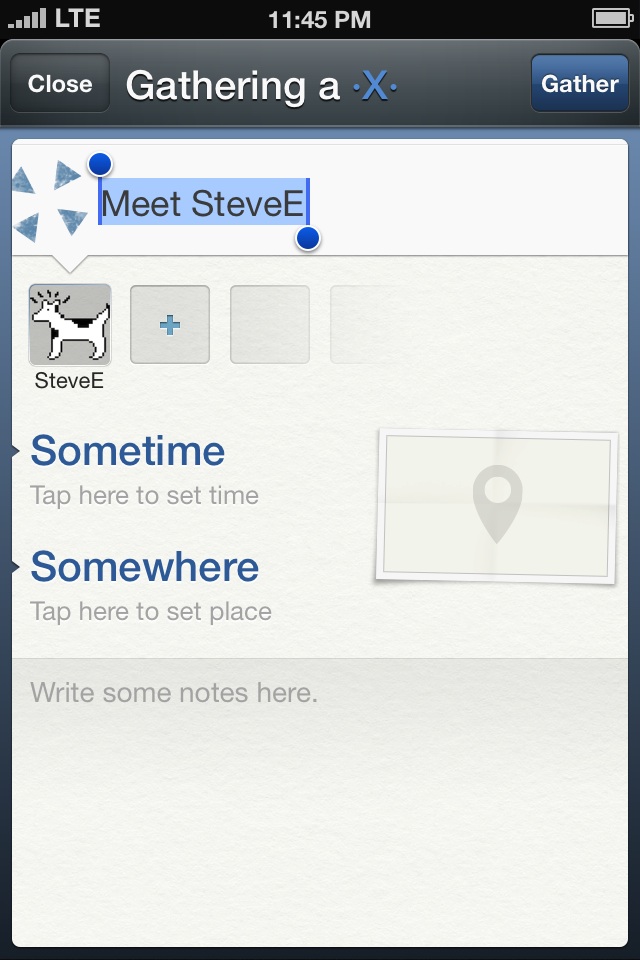 LTE 11:45 PM
Close Gathering a ·X· Gather
Meet SteveE
SteveE
Sometime
Tap here to set time
Somewhere
Tap here to set place
Write some notes here.